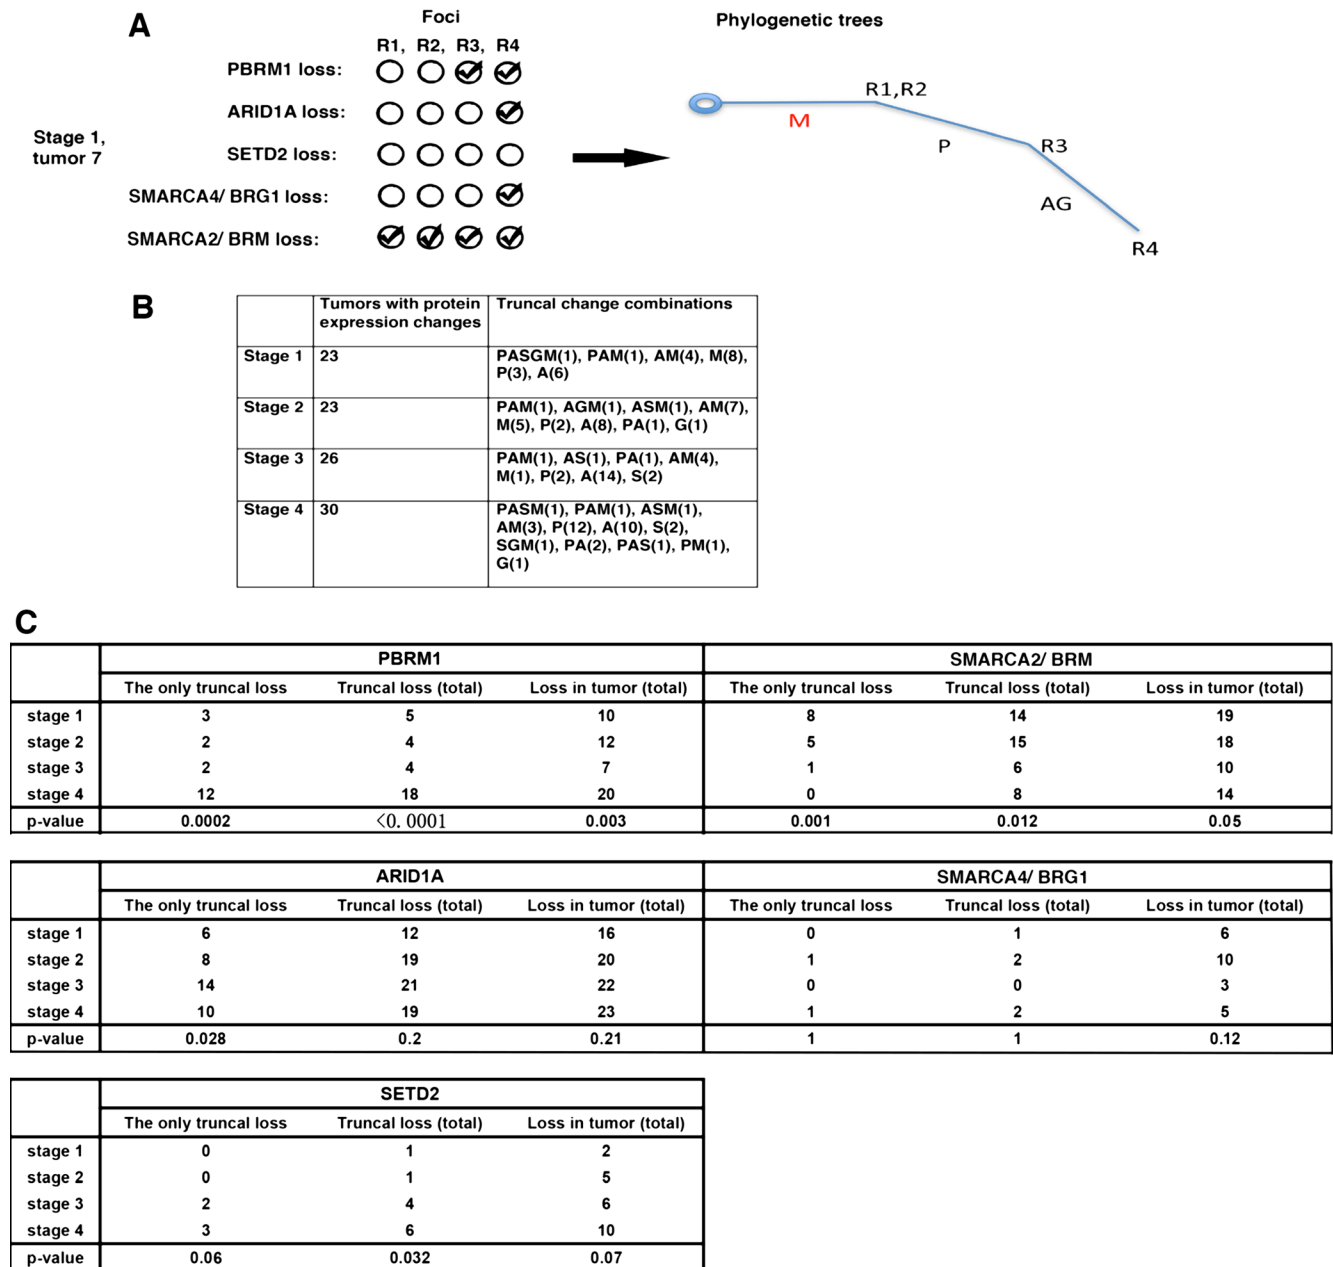 A
Foci
R1, R2, R3, R4
PBRM1 loss:
ARID1A loss:
SETD2 loss:
SMARCA4/ BRG1 loss:
SMARCA2/ BRM loss:
Stage 1,
tumor 7
Phylogenetic trees
R1,R2
M
P
R3
AG
R4
B
Tumors with protein
expression changes
Truncal change combinations
Stage 1 23 PASGM(1), PAM(1), AM(4), M(8),
P(3), A(6)
Stage 2 23 PAM(1), AGM(1), ASM(1), AM(7),
M(5), P(2), A(8), PA(1), G(1)
Stage 3 26 PAM(1), AS(1), PA(1), AM(4),
M(1), P(2), A(14), S(2)
Stage 4 30 PASM(1), PAM(1), ASM(1),
AM(3), P(12), A(10), S(2),
SGM(1), PA(2), PAS(1), PM(1),
G(1)
C
PBRM1 SMARCA2/ BRM
The only truncal loss Truncal loss (total) Loss in tumor (total) The only truncal loss Truncal loss (total) Loss in tumor (total)
stage 1 3 5 10 8 14 19
stage 2 2 4 12 5 15 18
stage 3 2 4 7 1 6 10
stage 4 12 18 20 0 8 14
p-value 0.0002 <0.0001 0.003 0.001 0.012 0.05
ARID1A SMARCA4/ BRG1
The only truncal loss Truncal loss (total) Loss in tumor (total) The only truncal loss Truncal loss (total) Loss in tumor (total)
stage 1 6 12 16 0 1 6
stage 2 8 19 20 1 2 10
stage 3 14 21 22 0 0 3
stage 4 10 19 23 1 2 5
p-value 0.028 0.2 0.21 1 1 0.12
SETD2
The only truncal loss Truncal loss (total) Loss in tumor (total)
stage 1 0 1 2
stage 2 0 1 5
stage 3 2 4 6
stage 4 3 6 10
p-value 0.06 0.032 0.07